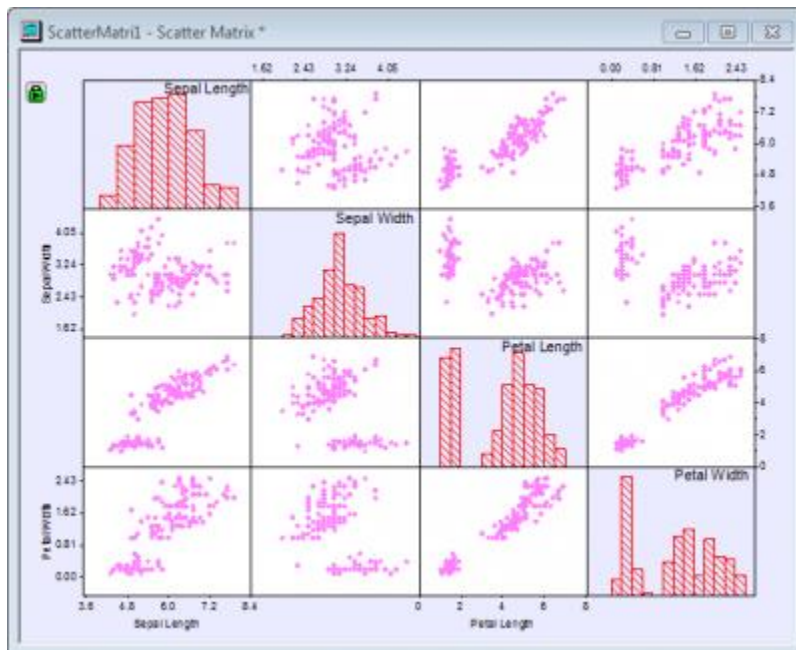 ScatterMatri1 - Scatter Matrix *
1.62 2.43 3.24 4.05 0.00 0.81 1.62 2.43
Sepal Length
8.4
7.2
6.0
4.8
3.6
Sepal Width
Sepal Width
4.05
3.24
2.43
1.62
Petal Length
8
6
4
2
0
Petal Width
Petal Width
2.43
1.62
0.81
0.00
3.6 4.8 6.0 7.2 8.4 0 2 4 6 8
Sepal Length Petal Length